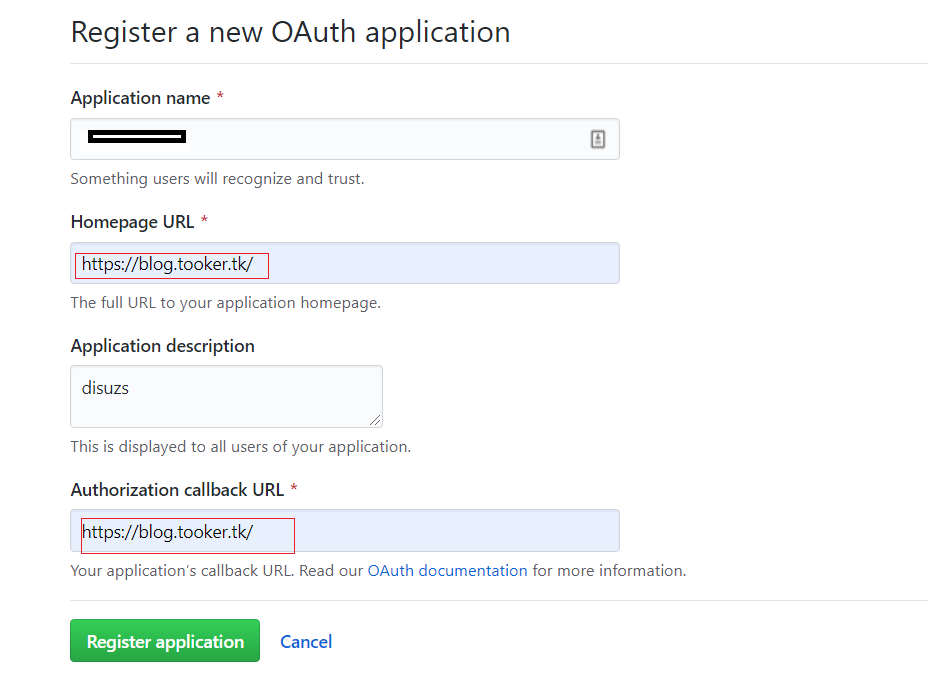 Register a new OAuth application
Application name *
Something users will recognize and trust.
Homepage URL *
https://blog.tooker.tk/
The full URL to your application homepage.
Application description
disuzs
This is displayed to all users of your application.
Authorization callback URL *
https://blog.tooker.tk/
Your application’s callback URL. Read our OAuth documentation for more information.
Register application Cancel